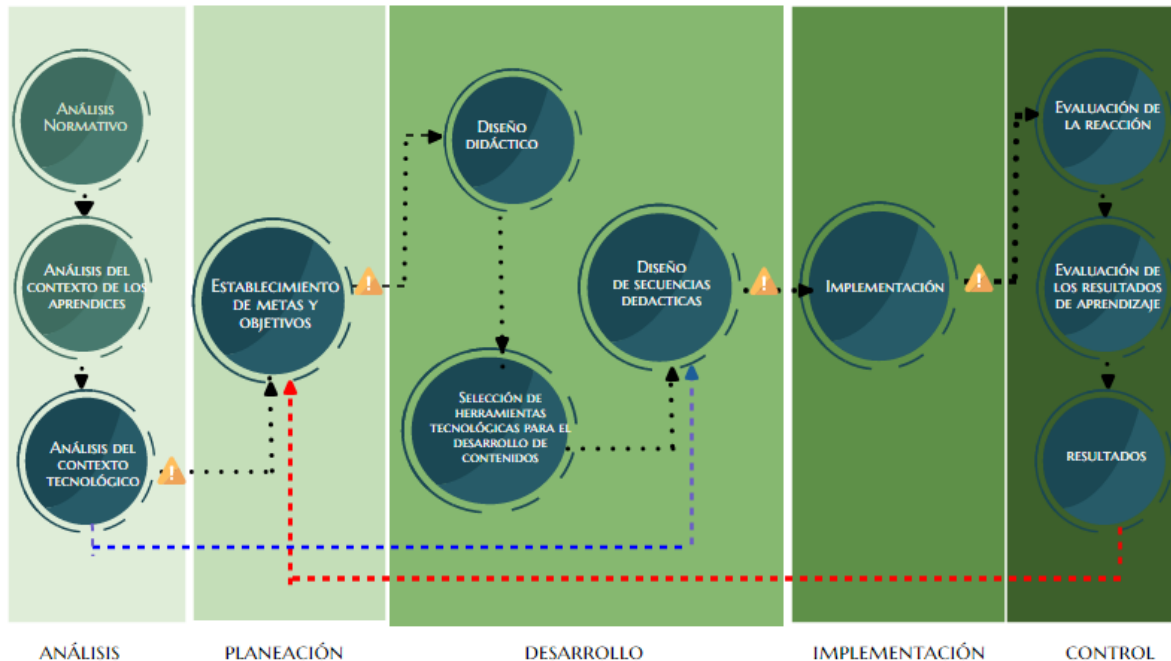 ANÁLISIS
NORMATIVO
ANÁLISIS DEL
CONTEXTO DE LOS
APRENDICES
ANÁLISIS DEL
CONTEXTO
TECNOLÓGICO
ESTABLECIMIENTO
DE METAS Y
OBJETIVOS
DISEÑO
DIDÁCTICO
SELECCIÓN DE
HERRAMIENTAS
TECNOLÓGICAS PARA EL
DESARROLLO DE
CONTENIDOS
DISEÑO
DE SECUENCIAS
DEDACTICAS
IMPLEMENTACIÓN
EVALUACIÓN DE
LA REACCIÓN
EVALUACIÓN DE
LOS RESULTADOS
DE APRENDIZAJE
RESULTADOS
ANÁLISIS
PLANEACIÓN
DESARROLLO
IMPLEMENTACIÓN
CONTROL